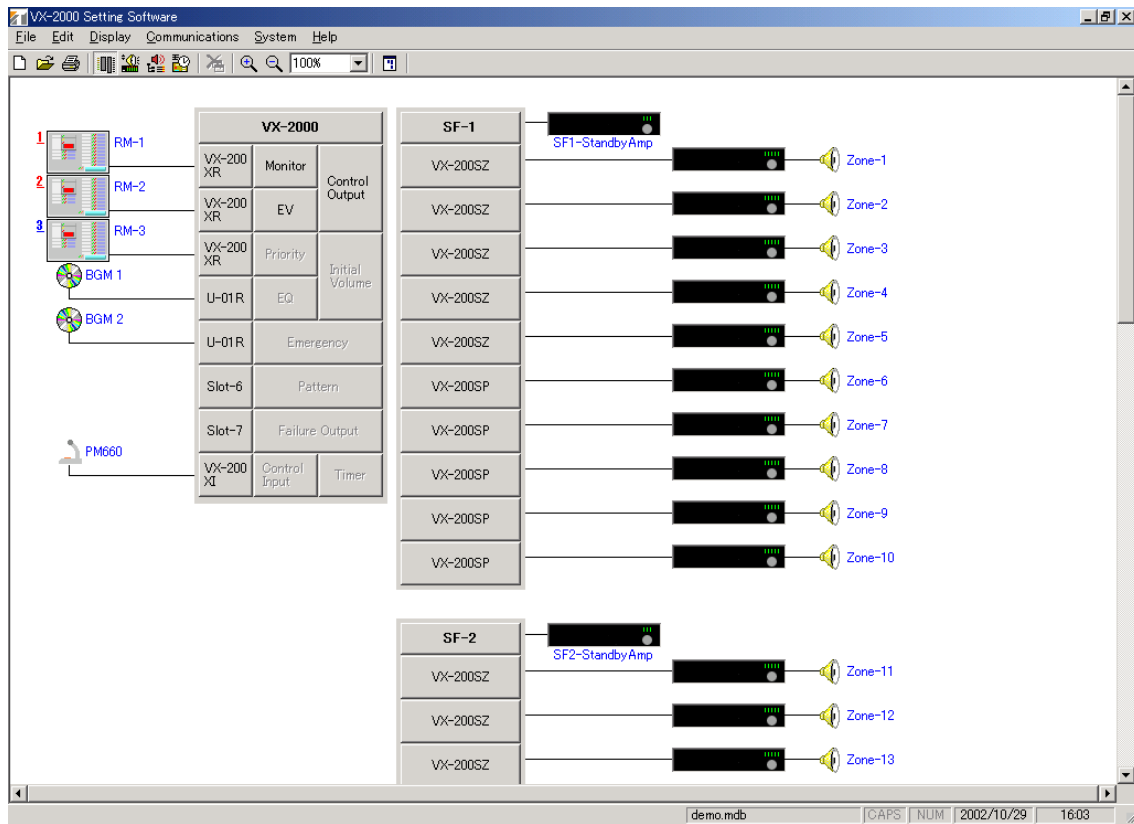 VX-2000 Setting Software
File Edit Display Communications System Help
100%
1
RM-1
2
RM-2
3
RM-3
BGM 1
BGM 2
PM660
VX-2000
VX-200
XR
Monitor
Control
Output
VX-200
XR
EV
VX-200
XR
Priority
Initial
Volume
U-01R
EQ
U-01R
Emergency
Slot-6
Pattern
Slot-7
Failure Output
VX-200
XI
Control
Input
Timer
SF-1
SF1-StandbyAmp
VX-200SZ
Zone-1
VX-200SZ
Zone-2
VX-200SZ
Zone-3
VX-200SZ
Zone-4
VX-200SZ
Zone-5
VX-200SP
Zone-6
VX-200SP
Zone-7
VX-200SP
Zone-8
VX-200SP
Zone-9
VX-200SP
Zone-10
SF-2
SF2-StandbyAmp
VX-200SZ
Zone-11
VX-200SZ
Zone-12
VX-200SZ
Zone-13
demo.mdb CAPS NUM 2002/10/29 16:03